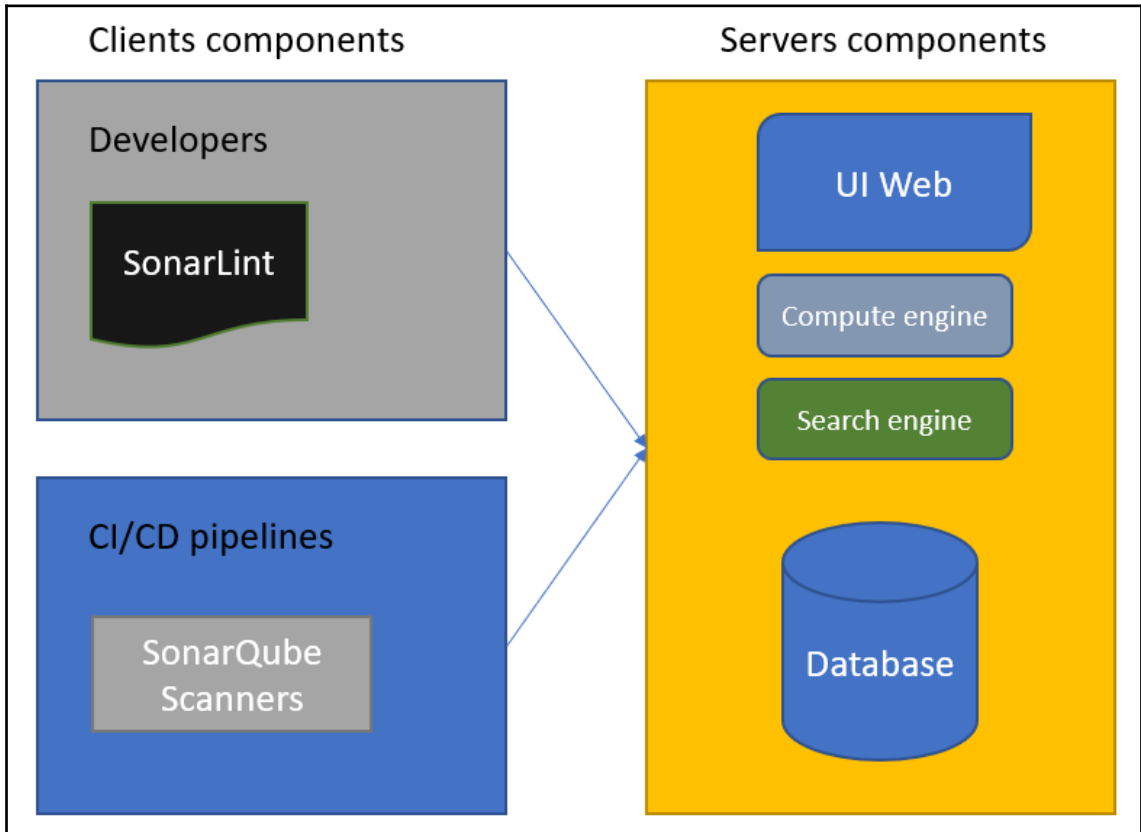 Clients components
Servers components
Developers
SonarLint
CI/CD pipelines
SonarQube
Scanners
UI Web
Compute engine
Search engine
Database